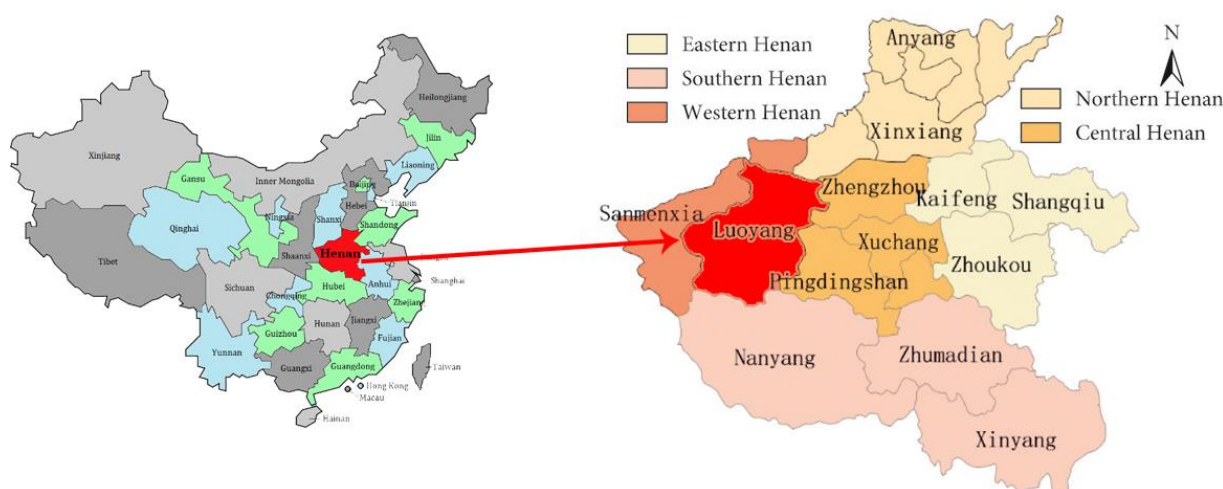 Heilongjiang
Jilin
Xinjiang
Liaoning
Gansu
Inner Mongolia
Beijing
Tianjin
Hebei
Ningxia
Shanxi
Shandong
Qinghai
Henan
Shaanxi
Tibet
Shanghai
Anhui
Hubei
Sichuan
Chongqing
Zhejiang
Hunan
Jiangxi
Guizhou
Fujian
Yunnan
Guangxi
Guangdong
Taiwan
Hong Kong
Macau
Hainan
Eastern Henan
Southern Henan
Western Henan
N
Northern Henan
Central Henan
Anyang
Xinxiang
Zhengzhou
Kaifeng
Shangqiu
Sanmenxia
Luoyang
Xuchang
Zhoukou
Pingdingshan
Nanyang
Zhumadian
Xinyang